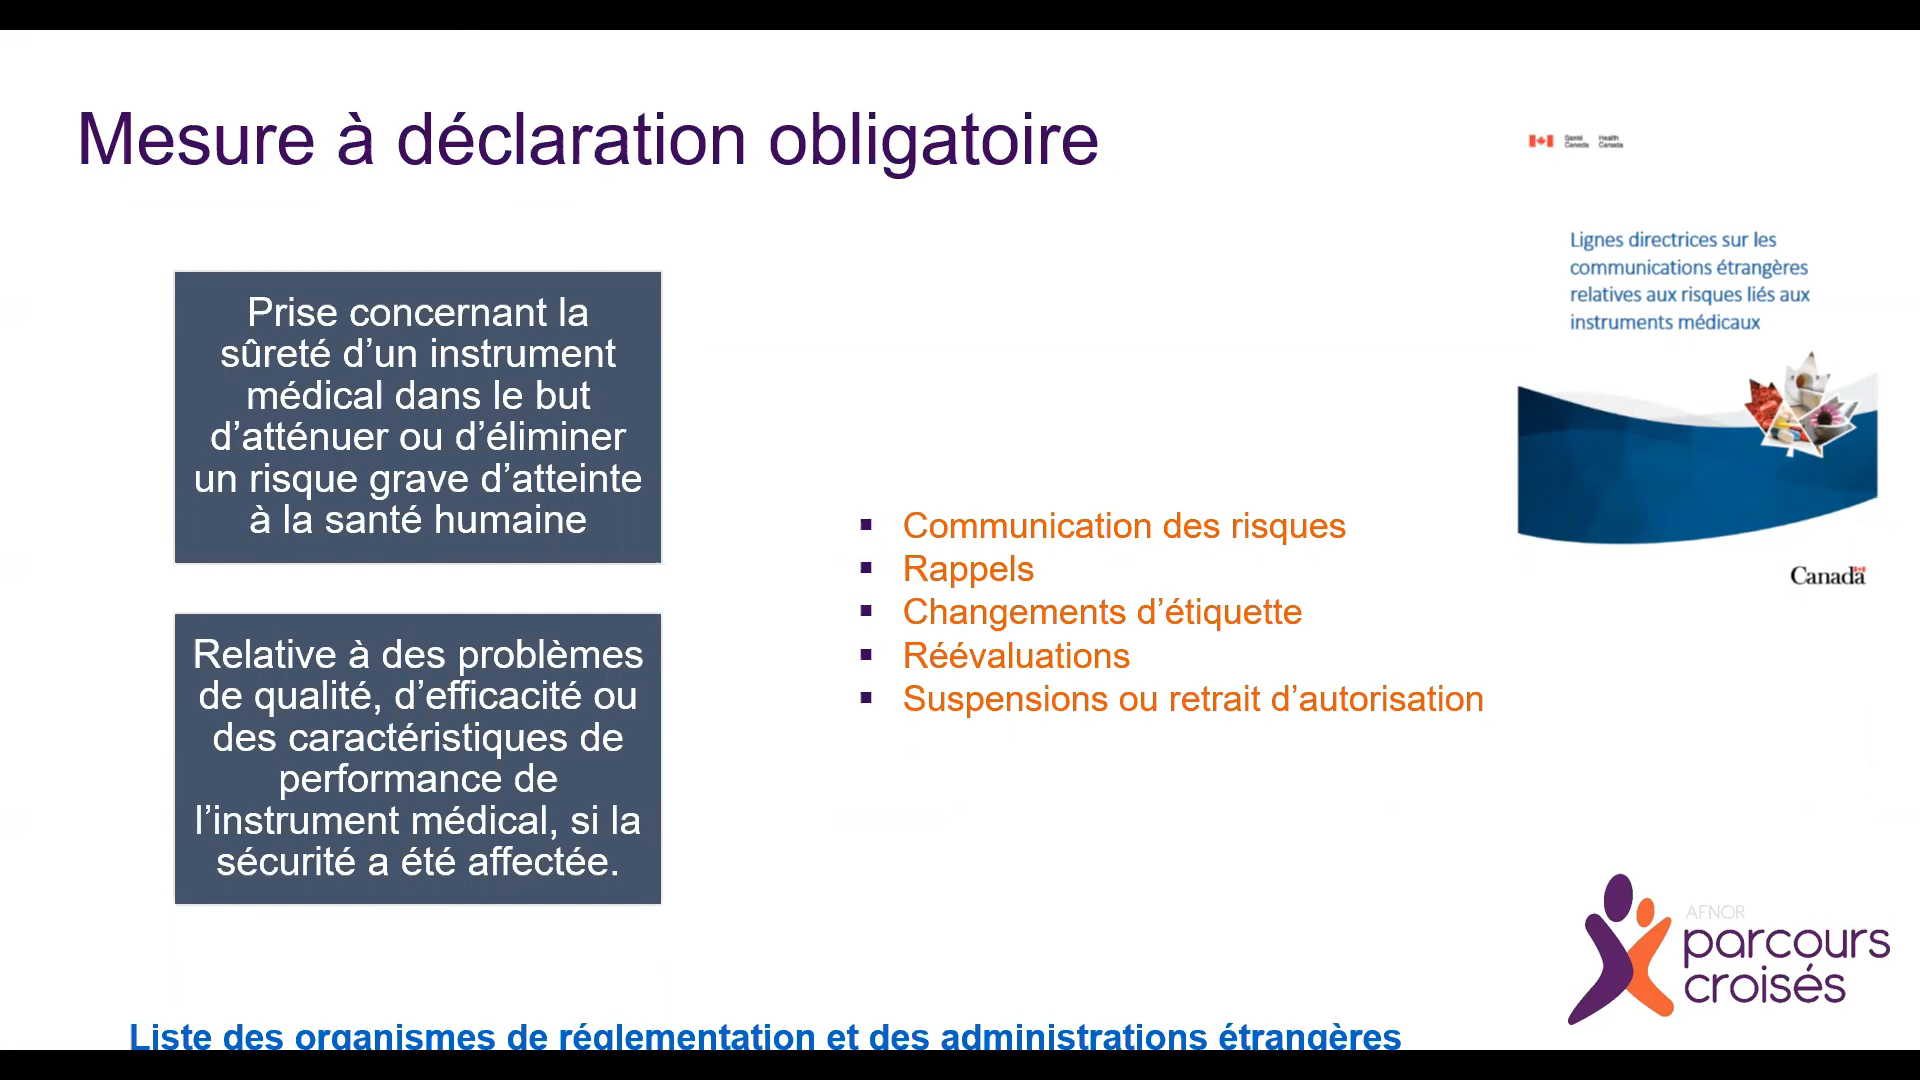 Mesure à déclaration obligatoire
Prise concernant la
sûreté d’un instrument
médical dans le but
d’atténuer ou d’éliminer
un risque grave d’atteinte
à la santé humaine
Relative à des problèmes
de qualité, d’efficacité ou
des caractéristiques de
performance de
l’instrument médical, si la
sécurité a été affectée.
▪ Communication des risques
▪ Rappels
▪ Changements d’étiquette
▪ Réévaluations
▪ Suspensions ou retrait d’autorisation
Santé Health
Canada Canada
Lignes directrices sur les
communications étrangères
relatives aux risques liés aux
instruments médicaux
Canada
AFNOR
parcours
croisés
Liste des organismes de réglementation et des administrations étrangères